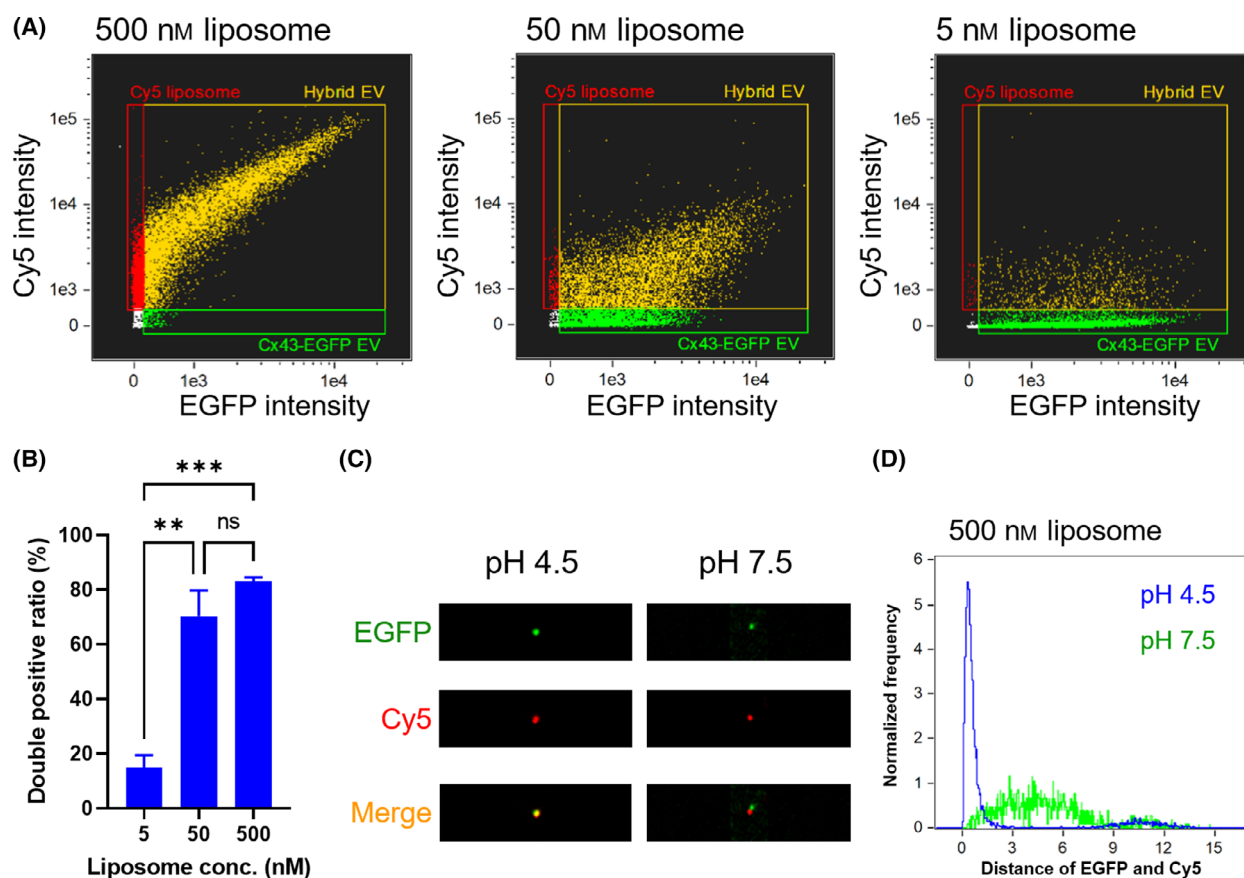 (A)
500 nM liposome
50 nM liposome
5 nM liposome
Cy5 intensity
1e5
1e4
1e3
0
Cy5 liposome
Hybrid EV
Cx43-EGFP EV
0
1e3
1e4
EGFP intensity
Cy5 intensity
1e5
1e4
1e3
0
Cy5 liposome
Hybrid EV
Cx43-EGFP EV
0
1e3
1e4
EGFP intensity
Cy5 intensity
1e5
1e4
1e3
0
Cy5 liposome
Hybrid EV
Cx43-EGFP EV
0
1e3
1e4
EGFP intensity
(B)
***
**
ns
Double positive ratio (%)
100
80
60
40
20
0
5
50
500
Liposome conc. (nM)
(C)
pH 4.5
pH 7.5
EGFP
Cy5
Merge
(D)
500 nM liposome
pH 4.5
pH 7.5
Normalized frequency
6
5
4
3
2
1
0
0
3
6
9
12
15
Distance of EGFP and Cy5